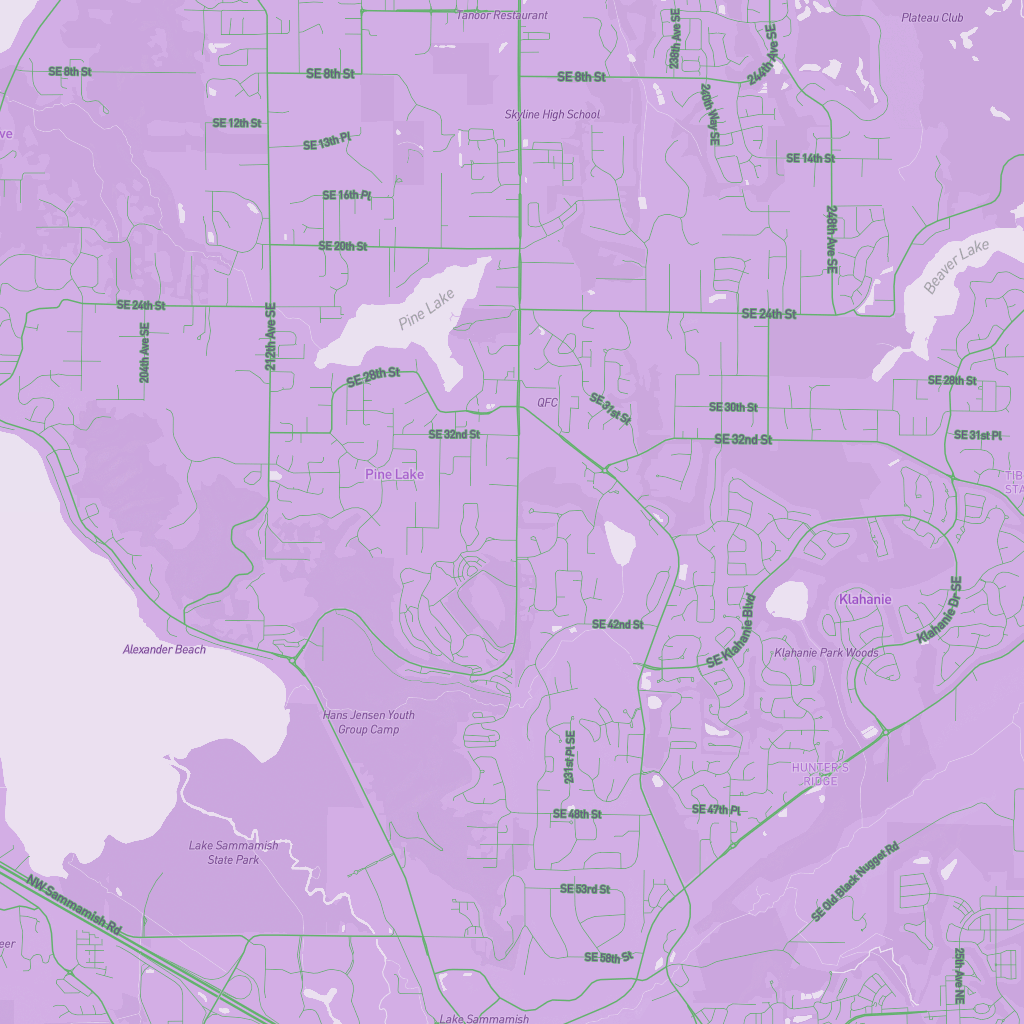 Tanoor Restaurant
Plateau Club
238th Ave SE
244th Ave SE
SE 8th St
SE 8th St
SE 8th St
240th Way SE
Skyline High School
SE 12th St
SE 13th Pl
ve
SE 14th St
SE 16th Pl
248th Ave SE
SE 20th St
Beaver Lake
Pine Lake
SE 24th St
SE 24th St
212th Ave SE
204th Ave SE
SE 28th St
SE 28th St
QFC
SE 31st St
SE 30th St
SE 32nd St
SE 32nd St
SE 31st Pl
Pine Lake
TIB
STA
Klahanie
Klahanie Dr SE
SE Klahanie Blvd
SE 42nd St
Alexander Beach
Klahanie Park Woods
Hans Jensen Youth
Group Camp
231st Pl SE
HUNTER'S
RIDGE
SE 47th Pl
SE 48th St
Lake Sammamish
State Park
NW Sammamish Rd
SE 53rd St
SE Old Black Nugget Rd
eer
SE 58th St
25th Ave NE
Lake Sammamish